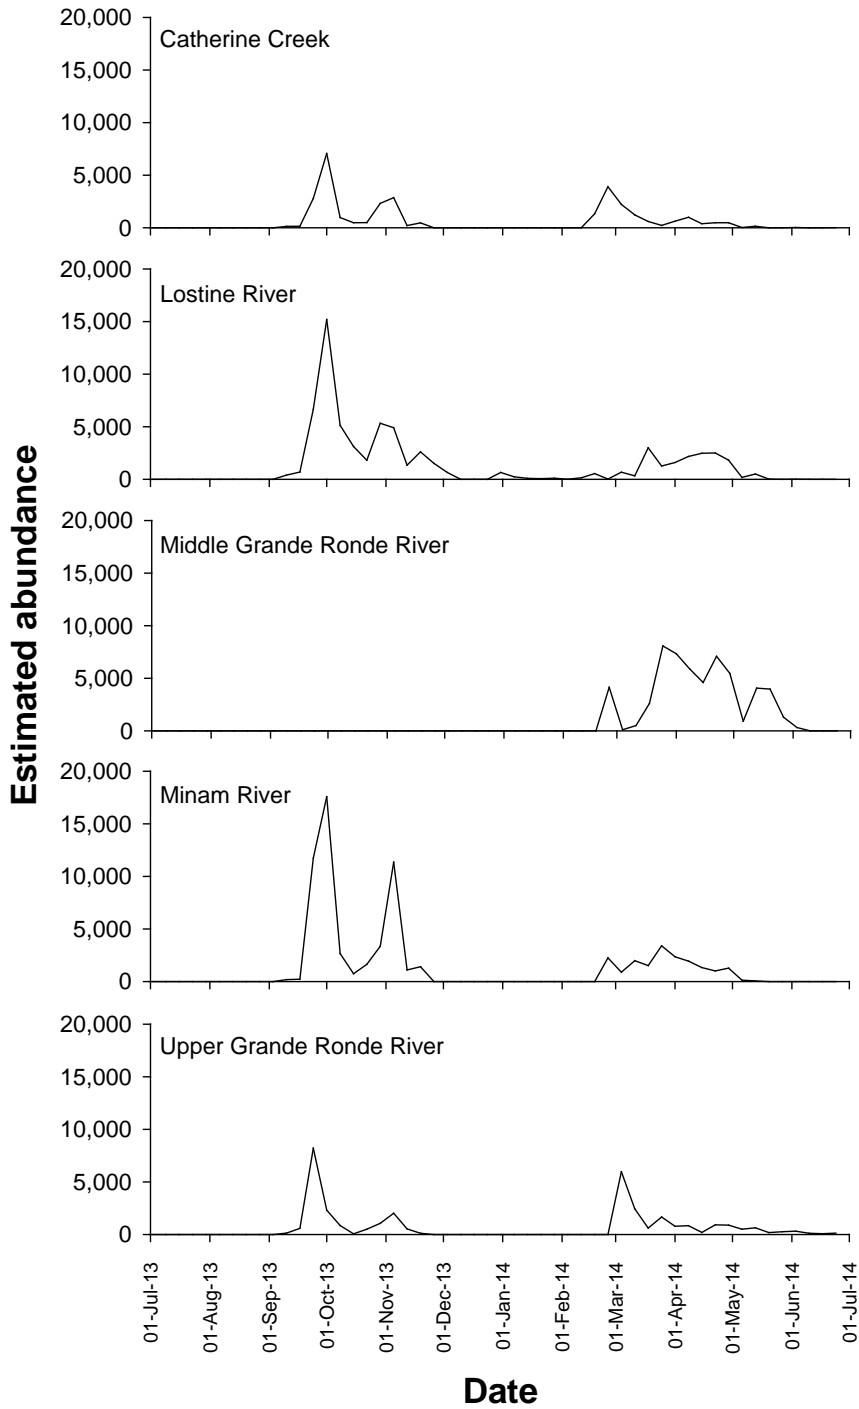 Estimated abundance
20,000
Catherine Creek
15,000
10,000
5,000
0
20,000
Lostine River
15,000
10,000
5,000
0
20,000
Middle Grande Ronde River
15,000
10,000
5,000
0
20,000
Minam River
15,000
10,000
5,000
0
20,000
Upper Grande Ronde River
15,000
10,000
5,000
0
01-Jul-13
01-Aug-13
01-Sep-13
01-Oct-13
01-Nov-13
01-Dec-13
01-Jan-14
01-Feb-14
01-Mar-14
01-Apr-14
01-May-14
01-Jun-14
01-Jul-14
Date